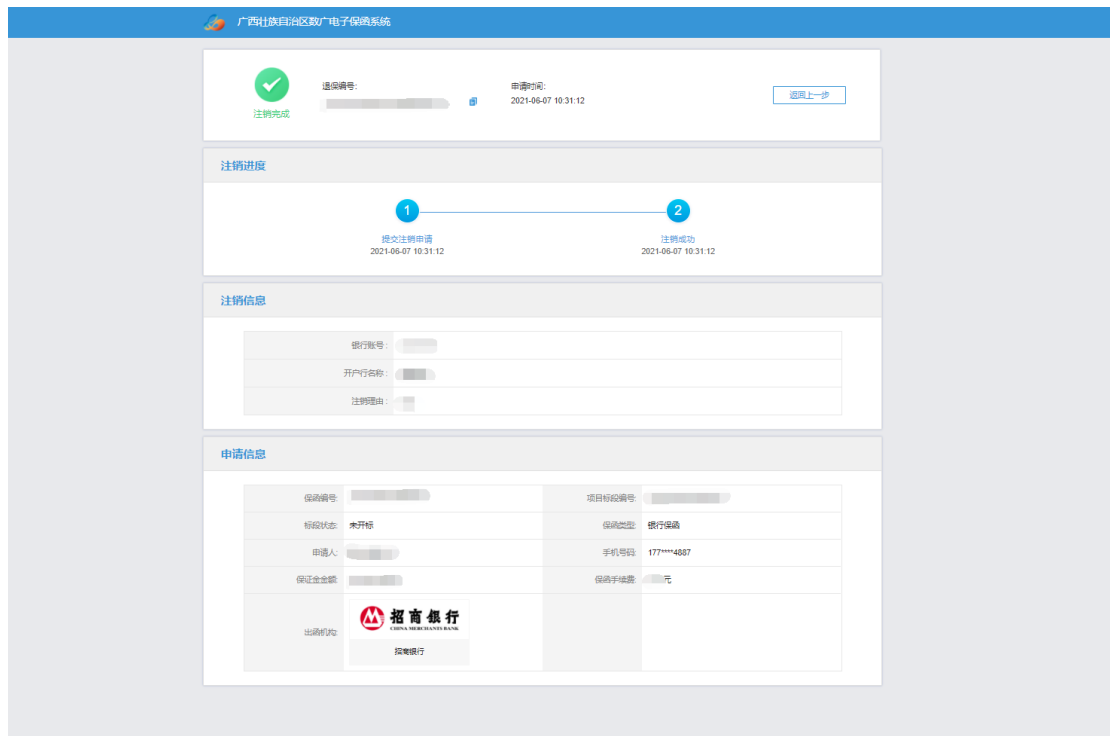 广西壮族自治区数广电子保函系统
退保编号:
申请时间:
2021-06-07 10:31:12
返回上一步
注销完成
注销进度
1
2
提交注销申请
注销成功
2021-06-07 10:31:12
2021-06-07 10:31:12
注销信息
银行账号:
开户行名称:
注销理由:
申请信息
保函编号:
项目标段编号:
标段状态: 未开标
保函类型: 银行保函
申请人:
手机号码: 177****4887
保证金金额:
保函手续费: 元
出函机构:
招商银行
CHINA MERCHANTS BANK
招商银行